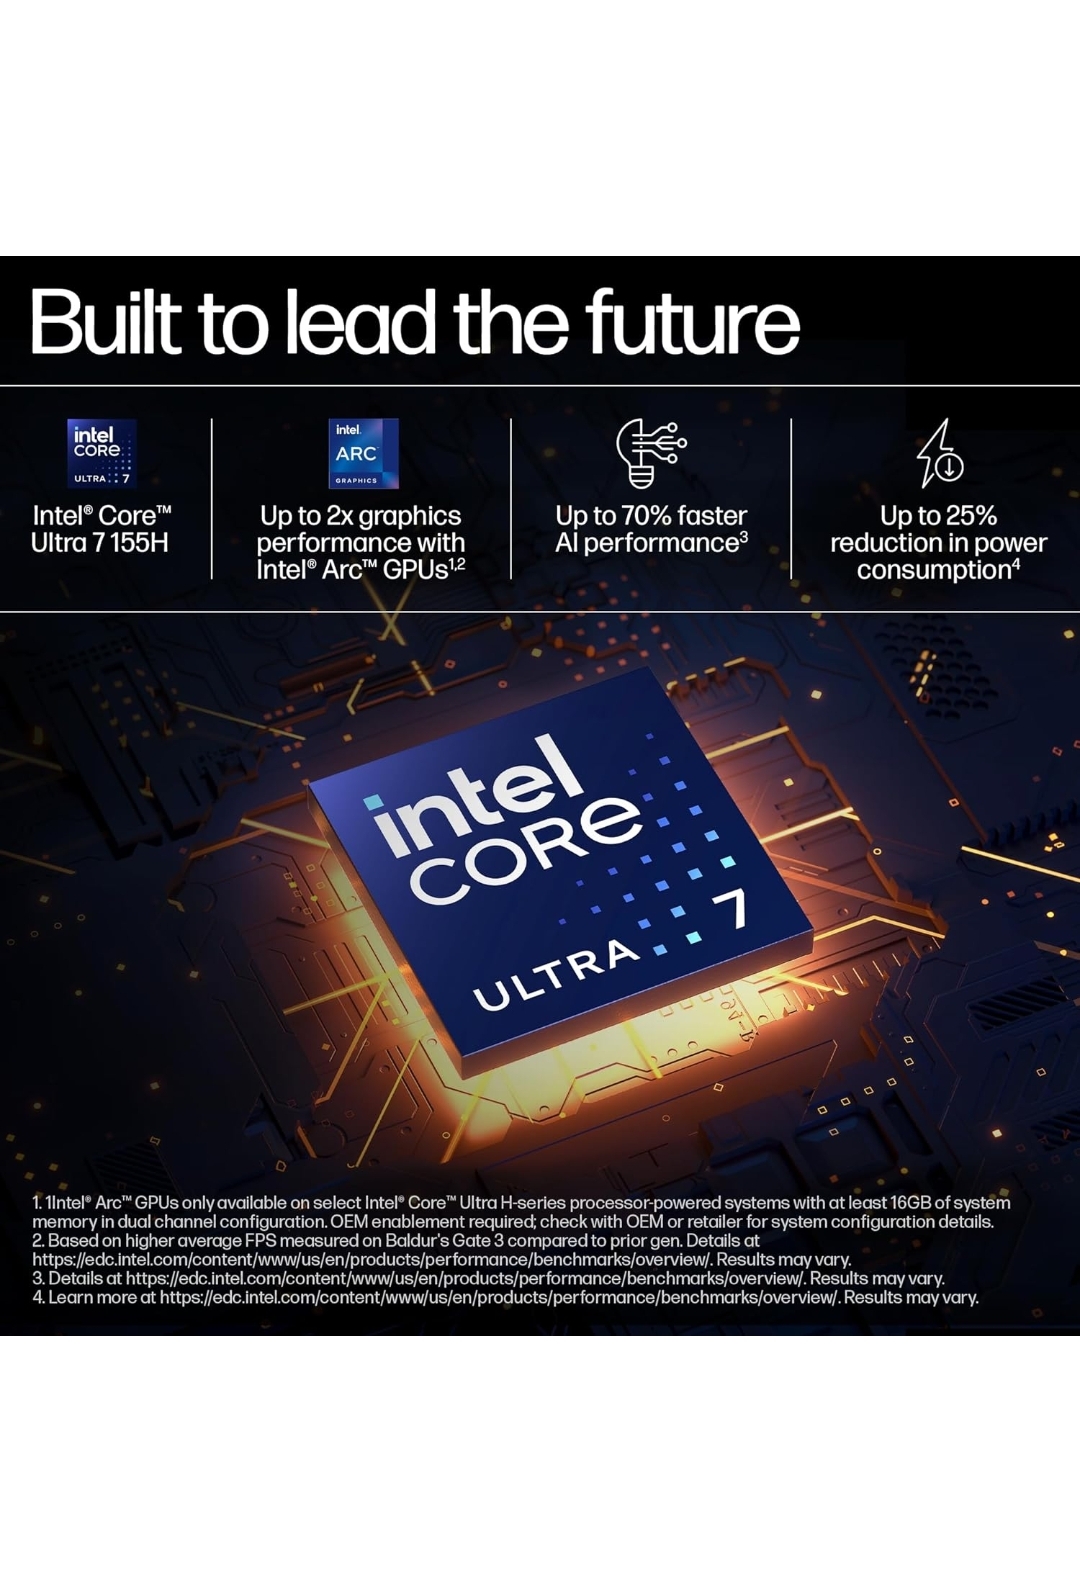 Built to lead the future
intel
CORE
ULTRA 7
Intel® Core™
Ultra 7 155H
intel.
ARC™
GRAPHICS
Up to 2x graphics
performance with
Intel® Arc™ GPUs1,2
Up to 70% faster
AI performance3
Up to 25%
reduction in power
consumption4
intel
CORE
ULTRA 7
1. 1Intel® Arc™ GPUs only available on select Intel® Core™ Ultra H-series processor-powered systems with at least 16GB of system
memory in dual channel configuration. OEM enablement required; check with OEM or retailer for system configuration details.
2. Based on higher average FPS measured on Baldur's Gate 3 compared to prior gen. Details at
https://edc.intel.com/content/www/us/en/products/performance/benchmarks/overview/. Results may vary.
3. Details at https://edc.intel.com/content/www/us/en/products/performance/benchmarks/overview/. Results may vary.
4. Learn more at https://edc.intel.com/content/www/us/en/products/performance/benchmarks/overview/. Results may vary.